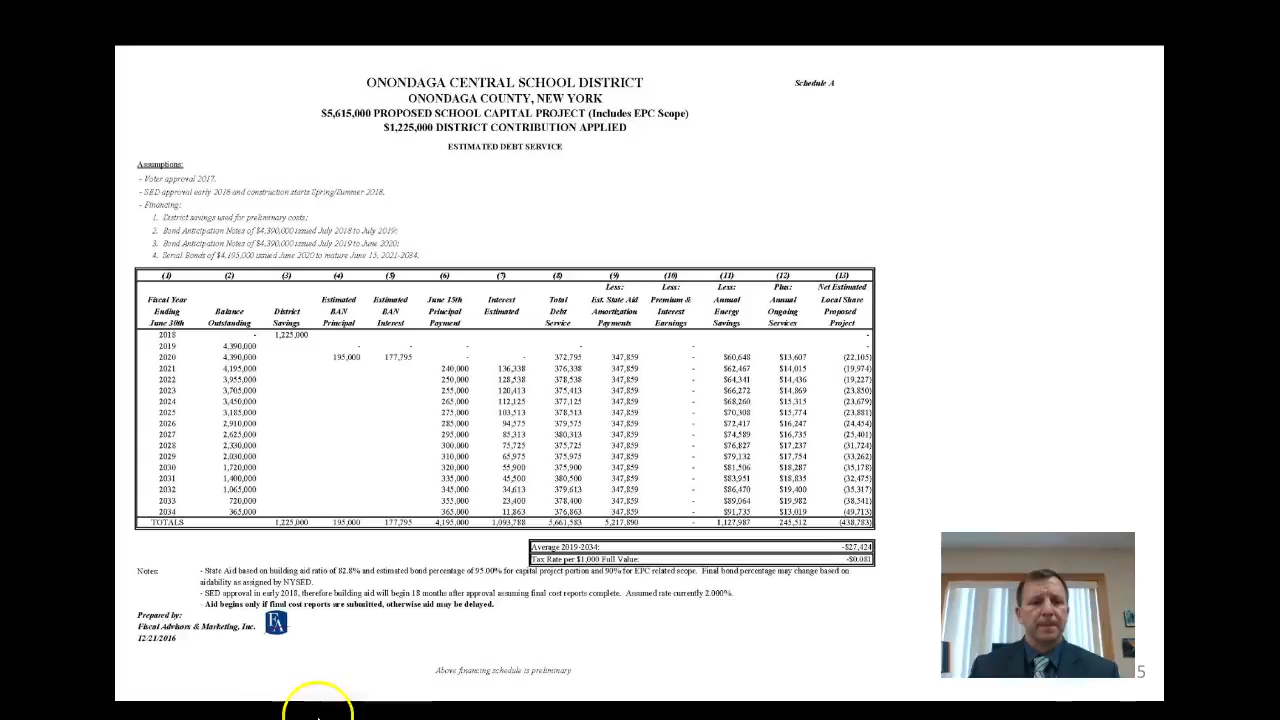 ONONDAGA CENTRAL SCHOOL DISTRICT
Schedule A
ONONDAGA COUNTY, NEW YORK
$5,615,000 PROPOSED SCHOOL CAPITAL PROJECT (Includes EPC Scope)
$1,225,000 DISTRICT CONTRIBUTION APPLIED
ESTIMATED DEBT SERVICE
Assumptions:
- Voter approval 2017.
- SED approval early 2018 and construction starts Spring/Summer 2018.
- Financing:
1. District savings used for preliminary costs;
2. Bond Anticipation Notes of $4,390,000 issued July 2018 to July 2019;
3. Bond Anticipation Notes of $4,390,000 issued July 2019 to June 2020;
4. Serial Bonds of $4,195,000 issued June 2020 to mature June 15, 2021-2034.
(1) (2) (3) (4) (5) (6) (7) (8) (9) (10) (11) (12) (13)
Less: Less: Less: Plus: Net Estimated
Fiscal Year Estimated Estimated June 15th Interest Total Est. State Aid Premium & Annual Annual Local Share
Ending Balance District BAN BAN Principal Estimated Debt Amortization Interest Energy Ongoing Proposed
June 30th Outstanding Savings Principal Interest Payment Service Payments Earnings Savings Services Project
2018 - 1,225,000 -
2019 4,390,000 - - - - - -
2020 4,390,000 195,000 177,795 - - 372,795 347,859 - $60,648 $13,607 (22,105)
2021 4,195,000 240,000 136,338 376,338 347,859 - $62,467 $14,015 (19,974)
2022 3,955,000 250,000 128,538 378,538 347,859 - $64,341 $14,436 (19,227)
2023 3,705,000 255,000 120,413 375,413 347,859 - $66,272 $14,869 (23,850)
2024 3,450,000 265,000 112,125 377,125 347,859 - $68,260 $15,315 (23,679)
2025 3,185,000 275,000 103,513 378,513 347,859 - $70,308 $15,774 (23,881)
2026 2,910,000 285,000 94,575 379,575 347,859 - $72,417 $16,247 (24,454)
2027 2,625,000 295,000 85,313 380,313 347,859 - $74,589 $16,735 (25,401)
2028 2,330,000 300,000 75,725 375,725 347,859 - $76,827 $17,237 (31,724)
2029 2,030,000 310,000 65,975 375,975 347,859 - $79,132 $17,754 (33,262)
2030 1,720,000 320,000 55,900 375,900 347,859 - $81,506 $18,287 (35,178)
2031 1,400,000 335,000 45,500 380,500 347,859 - $83,951 $18,835 (32,475)
2032 1,065,000 345,000 34,613 379,613 347,859 - $86,470 $19,400 (35,317)
2033 720,000 355,000 23,400 378,400 347,859 - $89,064 $19,982 (38,541)
2034 365,000 365,000 11,863 376,863 347,859 - $91,735 $13,019 (49,713)
TOTALS 1,225,000 195,000 177,795 4,195,000 1,093,788 5,661,583 5,217,890 - 1,127,987 245,512 (438,783)
Average 2019-2034: -$27,424
Tax Rate per $1,000 Full Value: -$0.081
Notes: - State Aid based on building aid ratio of 82.8% and estimated bond percentage of 95.00% for capital project portion and 90% for EPC related scope. Final bond percentage may change based on
aidability as assigned by NYSED.
- SED approval in early 2018, therefore building aid will begin 18 months after approval assuming final cost reports complete. Assumed rate currently 2.000%.
- Aid begins only if final cost reports are submitted, otherwise aid may be delayed.
Prepared by:
Fiscal Advisors & Marketing, Inc.
FA
12/21/2016
Above financing schedule is preliminary
5